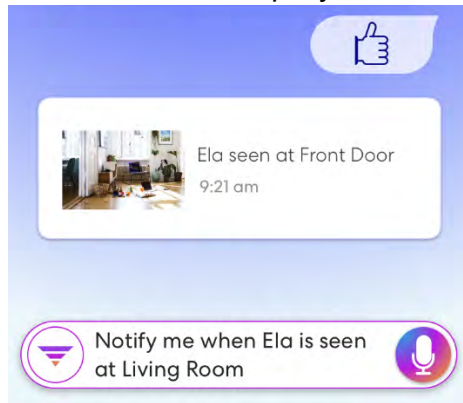 Ela seen at Front Door
9:21 am
Notify me when Ela is seen
at Living Room